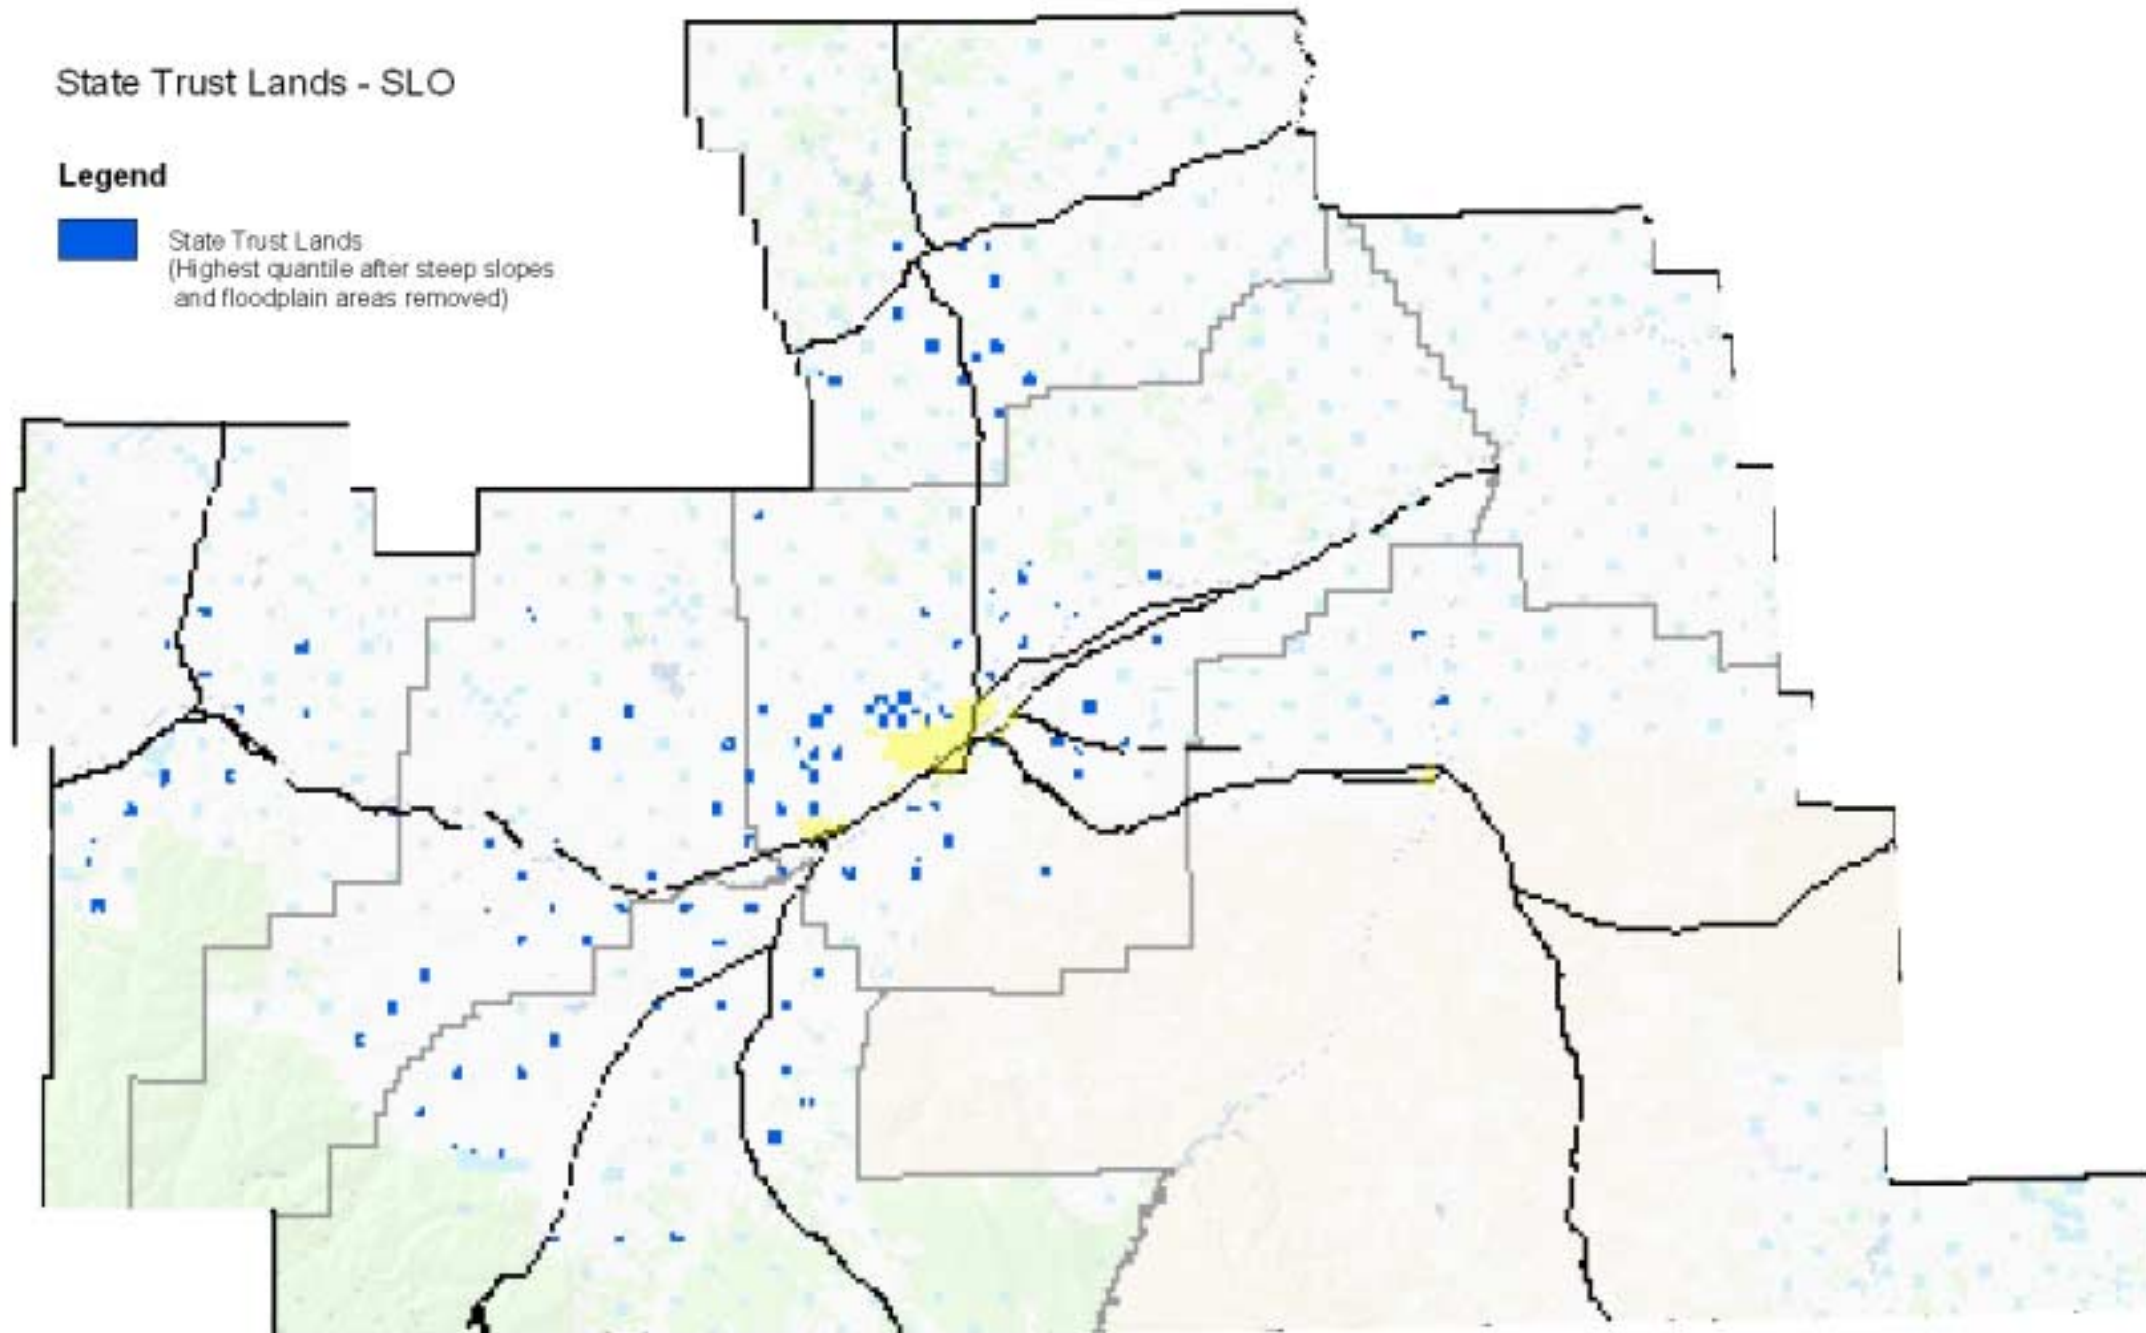 State Trust Lands - SLO
Legend
State Trust Lands
(Highest quantile after steep slopes
and floodplain areas removed)